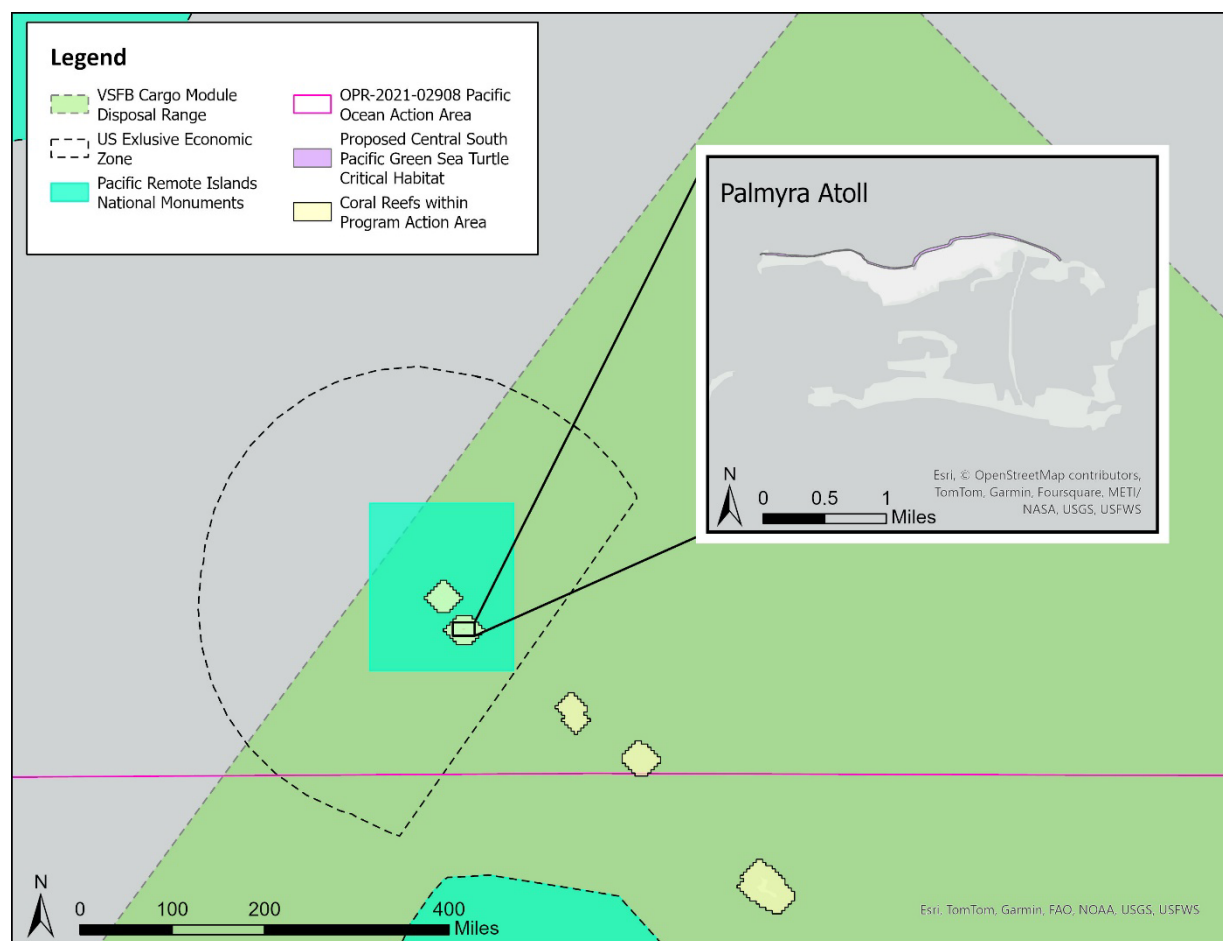 Legend
VSFB Cargo Module
Disposal Range
US Exlusive Economic
Zone
Pacific Remote Islands
National Monuments
OPR-2021-02908 Pacific
Ocean Action Area
Proposed Central South
Pacific Green Sea Turtle
Critical Habitat
Coral Reefs within
Program Action Area
Palmyra Atoll
Esri, © OpenStreetMap contributors,
TomTom, Garmin, Foursquare, METI/
NASA, USGS, USFWS
N
0 0.5 1
Miles
N
0 100 200 400
Miles
Esri, TomTom, Garmin, FAO, NOAA, USGS, USFWS